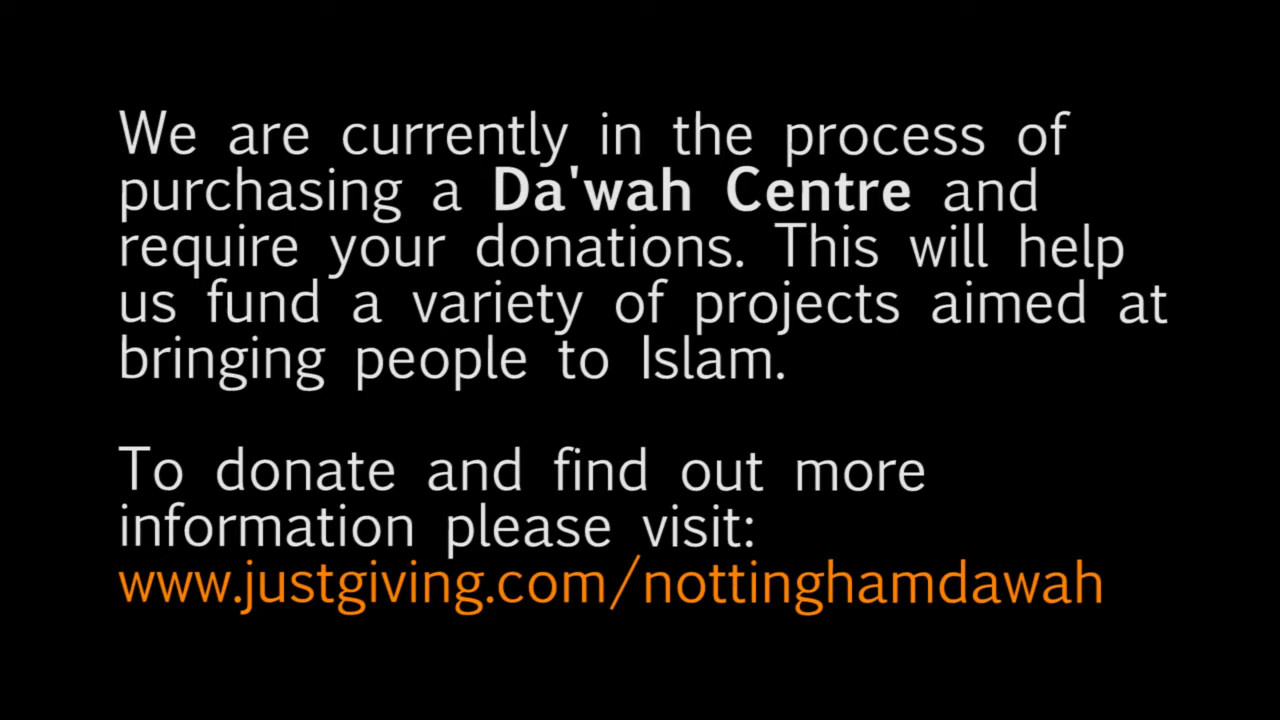 We are currently in the process of
purchasing a Da'wah Centre and
require your donations. This will help
us fund a variety of projects aimed at
bringing people to Islam.
To donate and find out more
information please visit:
www.justgiving.com/nottinghamdawah